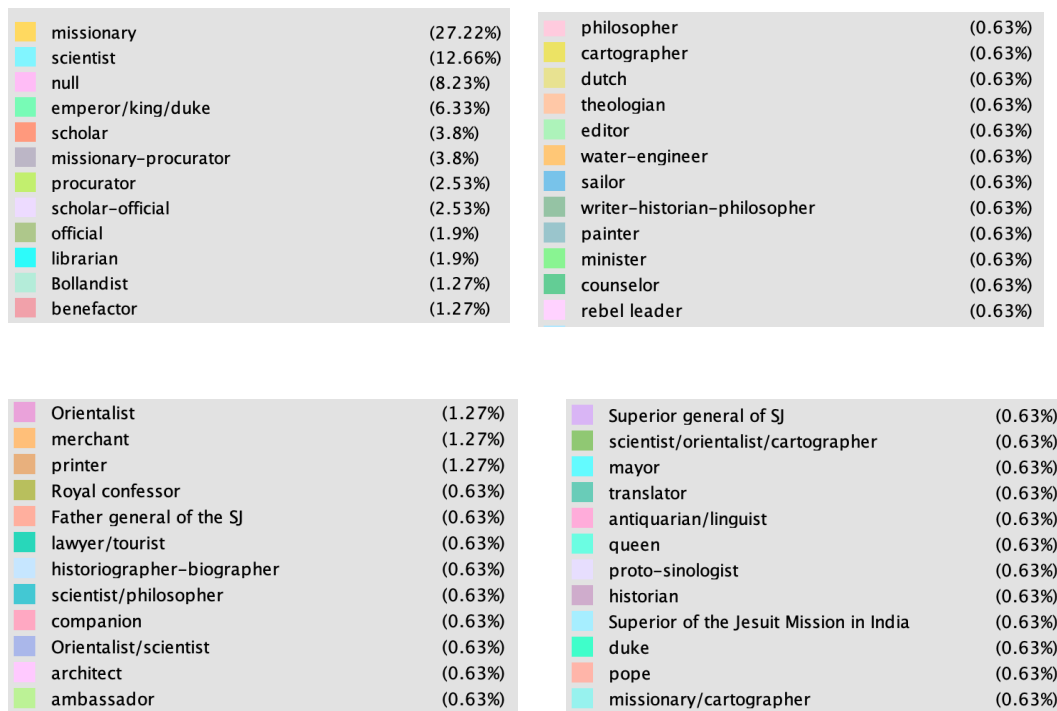 missionary (27.22%)
scientist (12.66%)
null (8.23%)
emperor/king/duke (6.33%)
scholar (3.8%)
missionary-procurator (3.8%)
procurator (2.53%)
scholar-official (2.53%)
official (1.9%)
librarian (1.9%)
Bollandist (1.27%)
benefactor (1.27%)
philosopher (0.63%)
cartographer (0.63%)
dutch (0.63%)
theologian (0.63%)
editor (0.63%)
water-engineer (0.63%)
sailor (0.63%)
writer-historian-philosopher (0.63%)
painter (0.63%)
minister (0.63%)
counselor (0.63%)
rebel leader (0.63%)
Orientalist (1.27%)
merchant (1.27%)
printer (1.27%)
Royal confessor (0.63%)
Father general of the SJ (0.63%)
lawyer/tourist (0.63%)
historiographer-biographer (0.63%)
scientist/philosopher (0.63%)
companion (0.63%)
Orientalist/scientist (0.63%)
architect (0.63%)
ambassador (0.63%)
Superior general of SJ (0.63%)
scientist/orientalist/cartographer (0.63%)
mayor (0.63%)
translator (0.63%)
antiquarian/linguist (0.63%)
queen (0.63%)
proto-sinologist (0.63%)
historian (0.63%)
Superior of the Jesuit Mission in India (0.63%)
duke (0.63%)
pope (0.63%)
missionary/cartographer (0.63%)